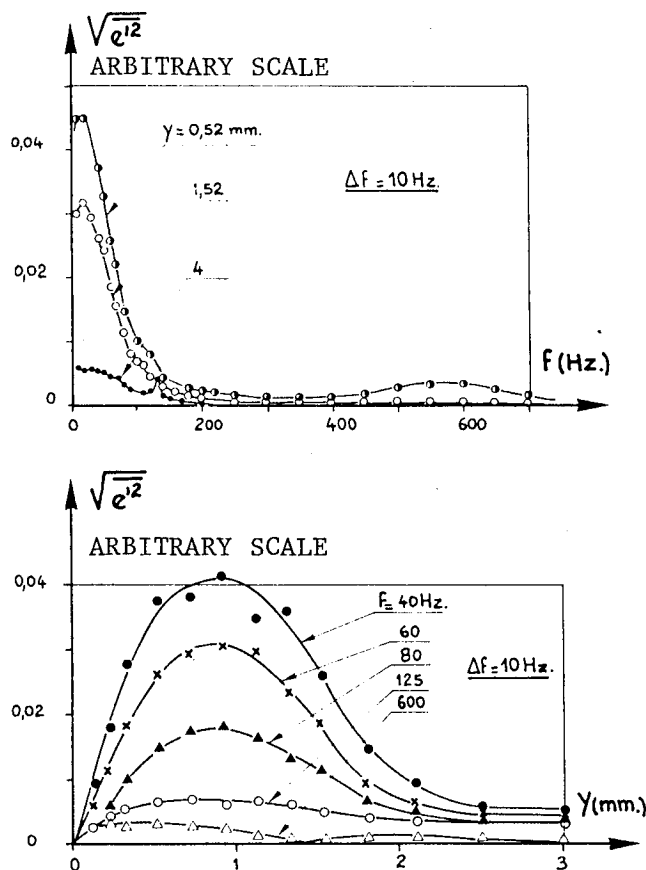 √e'²
ARBITRARY SCALE
0,04
y = 0,52 mm.
1,52
ΔF = 10 Hz.
0,02
4
F (Hz.)
0
0 200 400 600
√e'²
ARBITRARY SCALE
0,04
F = 40 Hz.
60
80
ΔF = 10 Hz.
125
0,02
600
Y (mm.)
0
0 1 2 3